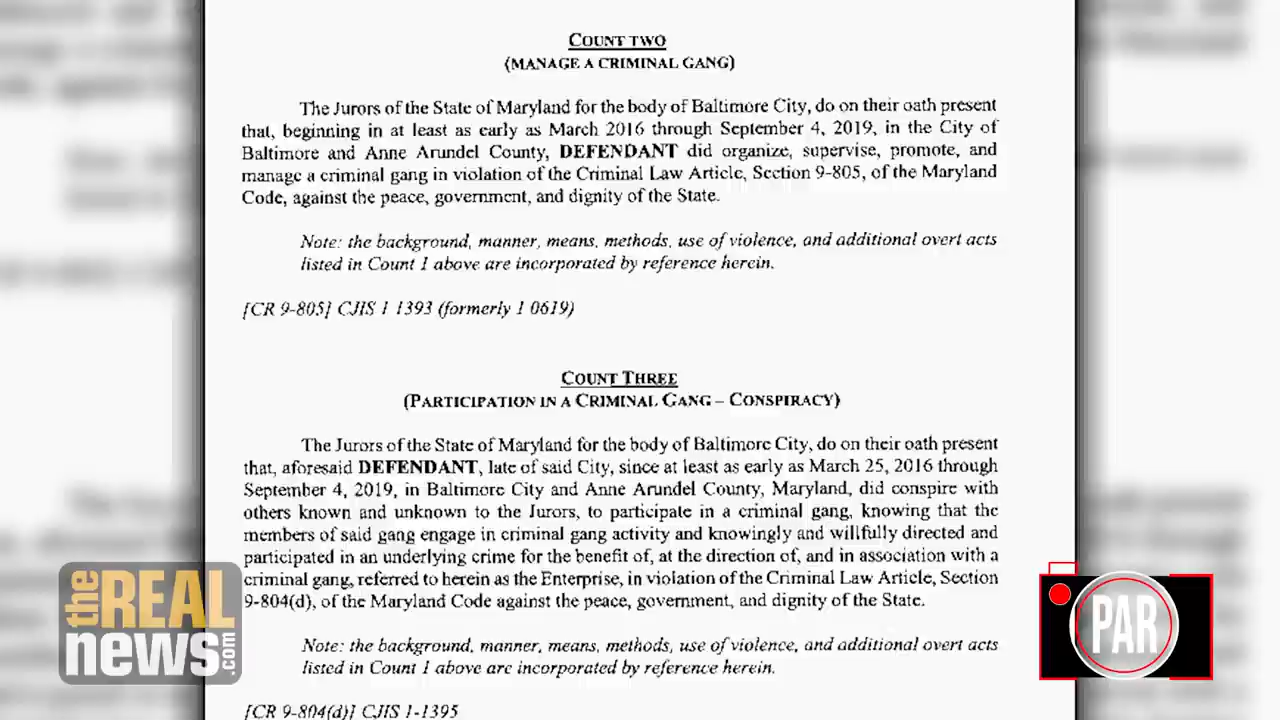 COUNT TWO
(MANAGE A CRIMINAL GANG)
The Jurors of the State of Maryland for the body of Baltimore City, do on their oath present
that, beginning in at least as early as March 2016 through September 4, 2019, in the City of
Baltimore and Anne Arundel County, DEFENDANT did organize, supervise, promote, and
manage a criminal gang in violation of the Criminal Law Article, Section 9-805, of the Maryland
Code, against the peace, government, and dignity of the State.
Note: the background, manner, means, methods, use of violence, and additional overt acts
listed in Count 1 above are incorporated by reference herein.
[CR 9-805] CJIS 1 1393 (formerly 1 0619)
COUNT THREE
(PARTICIPATION IN A CRIMINAL GANG – CONSPIRACY)
The Jurors of the State of Maryland for the body of Baltimore City, do on their oath present
that, aforesaid DEFENDANT, late of said City, since at least as early as March 25, 2016 through
September 4, 2019, in Baltimore City and Anne Arundel County, Maryland, did conspire with
others known and unknown to the Jurors, to participate in a criminal gang, knowing that the
members of said gang engage in criminal gang activity and knowingly and willfully directed and
participated in an underlying crime for the benefit of, at the direction of, and in association with a
criminal gang, referred to herein as the Enterprise, in violation of the Criminal Law Article, Section
9-804(d), of the Maryland Code against the peace, government, and dignity of the State.
Note: the background, manner, means, methods, use of violence, and additional overt acts
listed in Count 1 above are incorporated by reference herein.
[CR 9-804(d)] CJIS 1-1395
the REAL
news.com
PAR